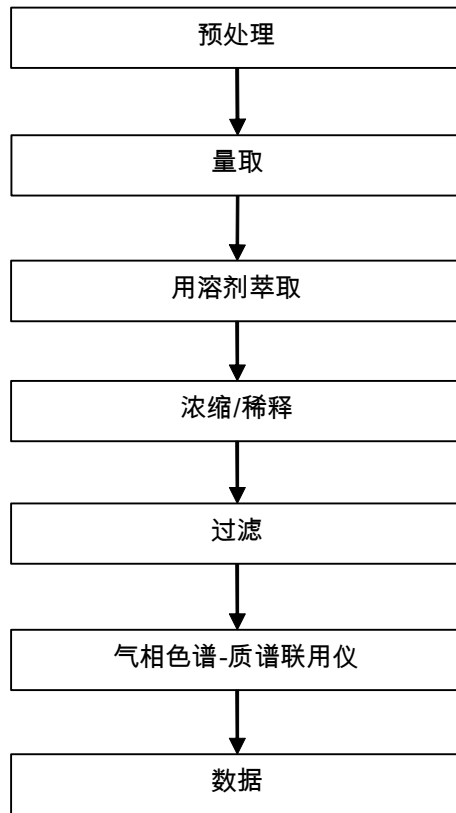 预处理
量取
用溶剂萃取
浓缩/稀释
过滤
气相色谱-质谱联用仪
数据